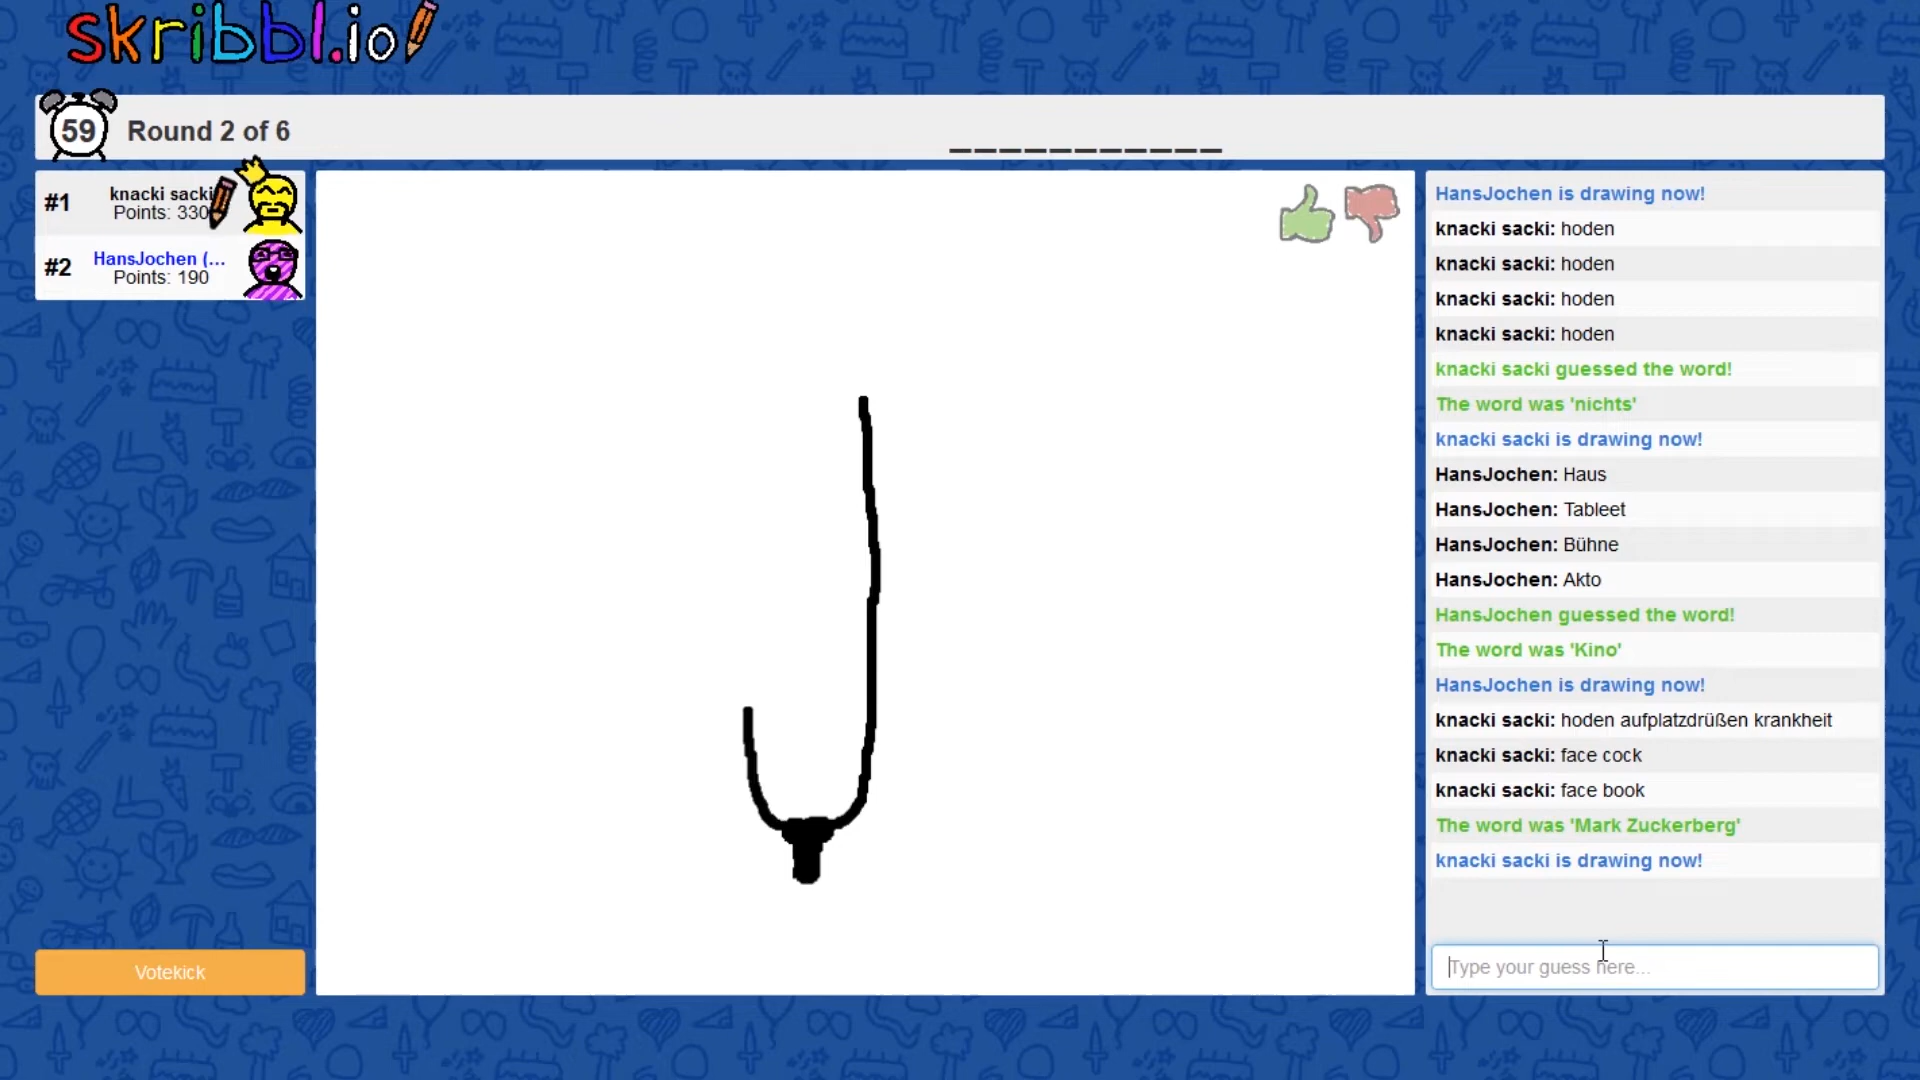 skribbl.io
59
Round 2 of 6
___________
#1
knacki sacki
Points: 330
#2
HansJochen (...
Points: 190
HansJochen is drawing now!
knacki sacki: hoden
knacki sacki: hoden
knacki sacki: hoden
knacki sacki: hoden
knacki sacki guessed the word!
The word was 'nichts'
knacki sacki is drawing now!
HansJochen: Haus
HansJochen: Tableet
HansJochen: Bühne
HansJochen: Akto
HansJochen guessed the word!
The word was 'Kino'
HansJochen is drawing now!
knacki sacki: hoden aufplatzdrüßen krankheit
knacki sacki: face cock
knacki sacki: face book
The word was 'Mark Zuckerberg'
knacki sacki is drawing now!
Votekick
Type your guess here...